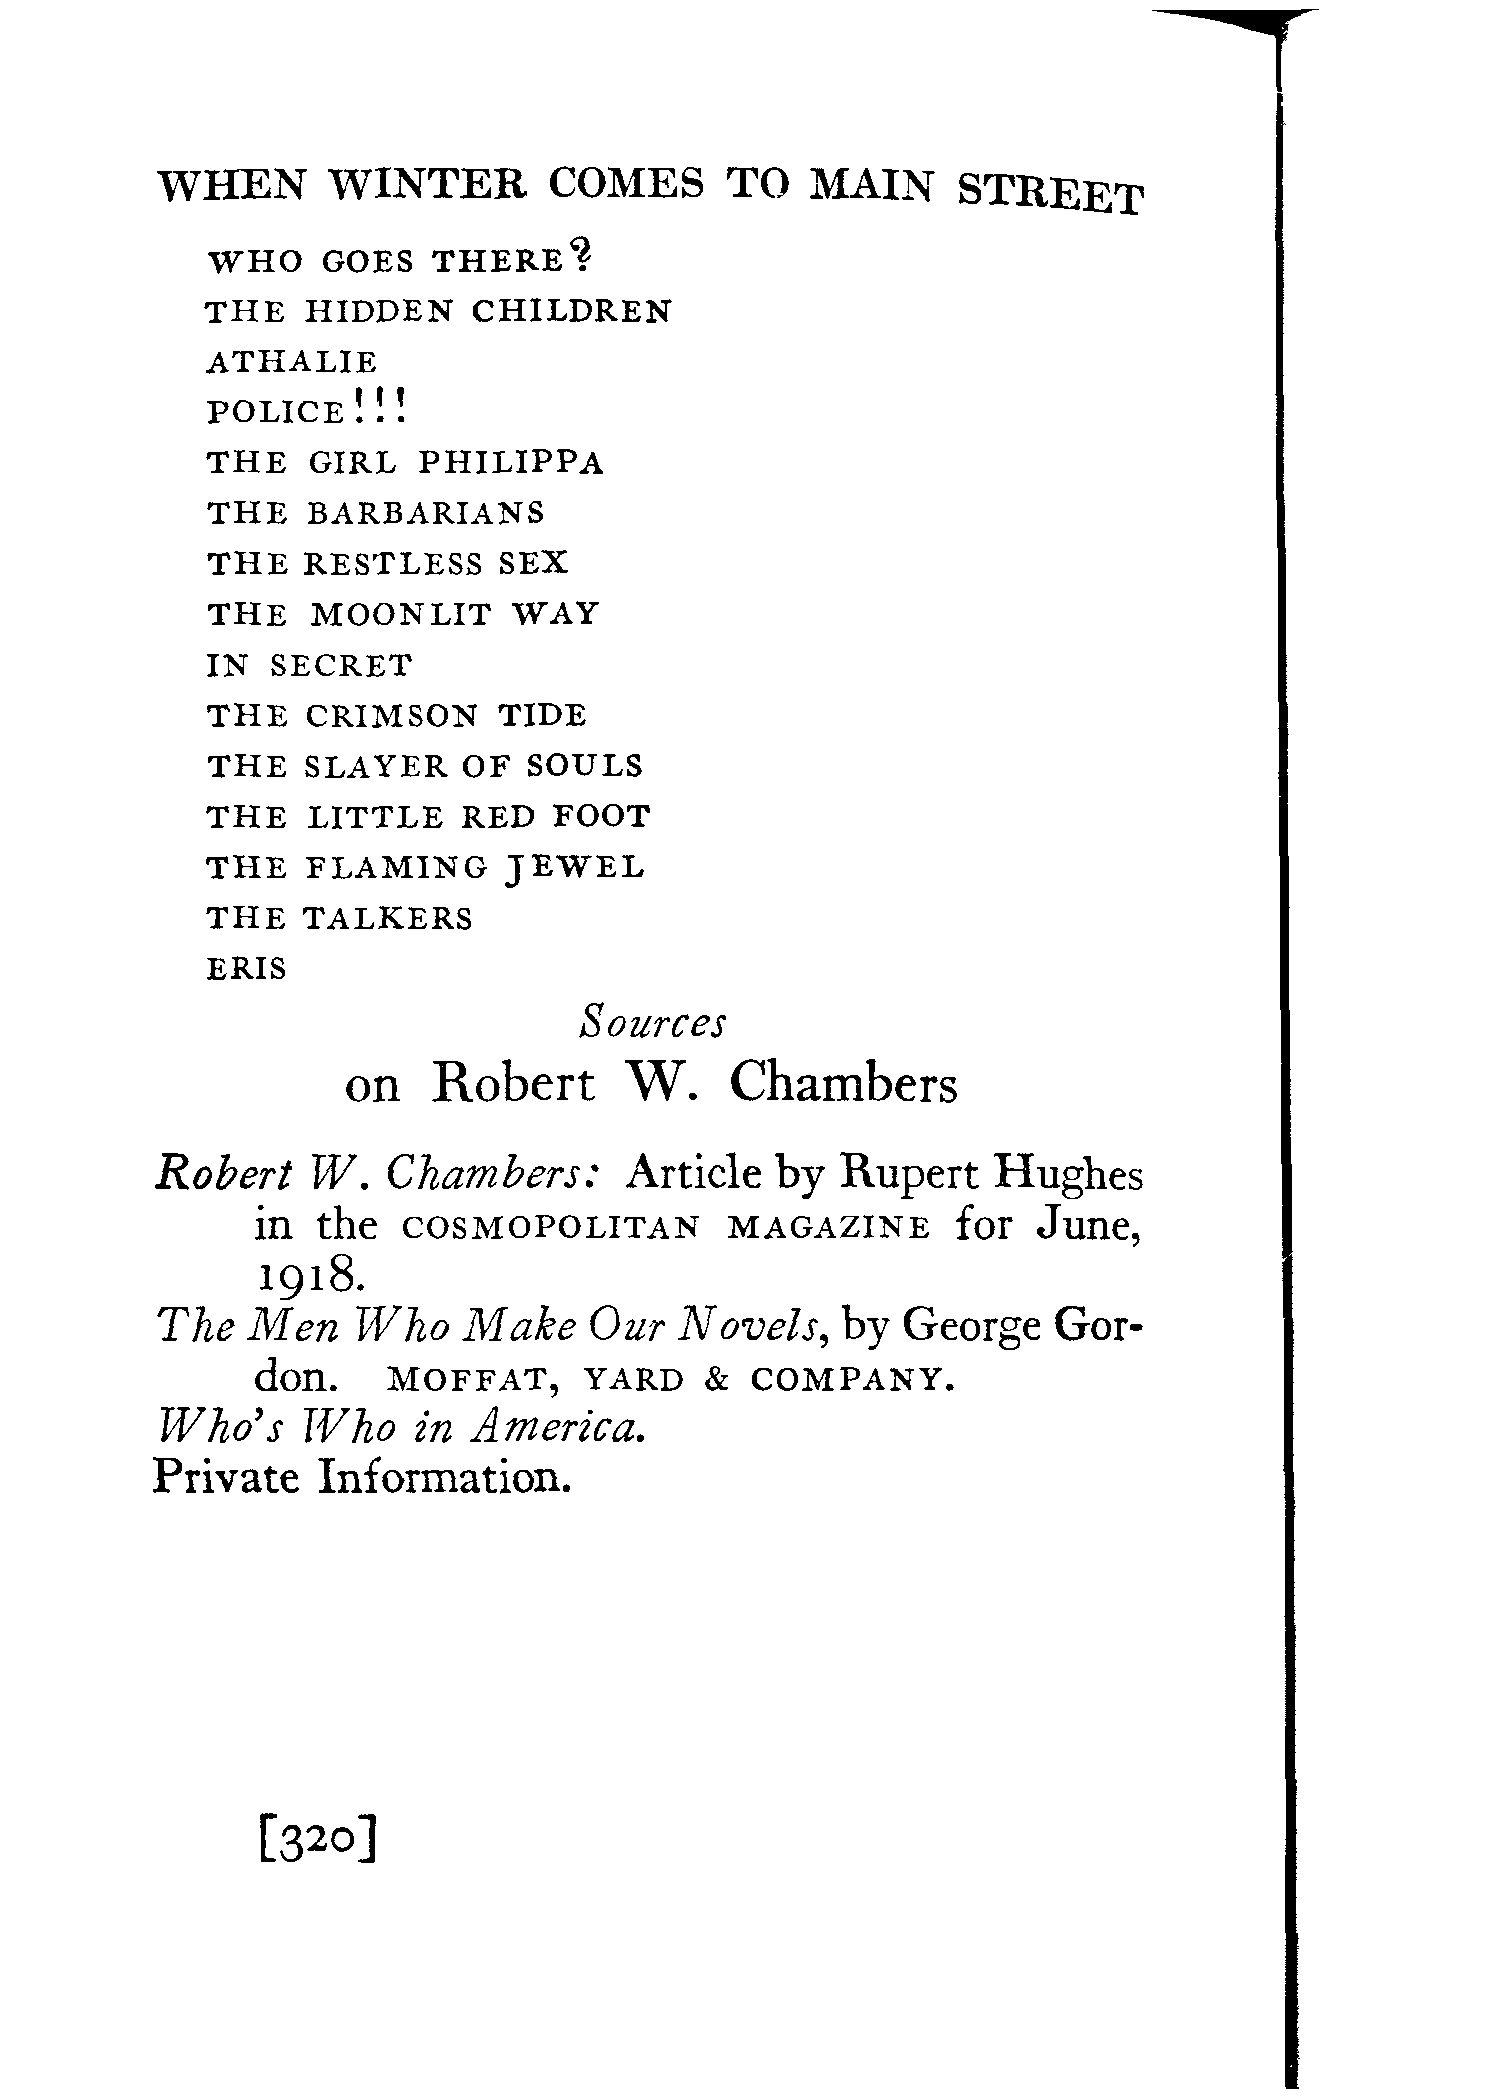 WHEN WINTER COMES TO MAIN STREET
WHO GOES THERE?
THE HIDDEN CHILDREN
ATHALIE
POLICE!!!
THE GIRL PHILIPPA
THE BARBARIANS
THE RESTLESS SEX
THE MOONLIT WAY
IN SECRET
THE CRIMSON TIDE
THE SLAYER OF SOULS
THE LITTLE RED FOOT
THE FLAMING JEWEL
THE TALKERS
ERIS
Sources
on Robert W. Chambers
Robert W. Chambers: Article by Rupert Hughes
in the COSMOPOLITAN MAGAZINE for June,
1918.
The Men Who Make Our Novels, by George Gor-
don. MOFFAT, YARD & COMPANY.
Who's Who in America.
Private Information.
[320]